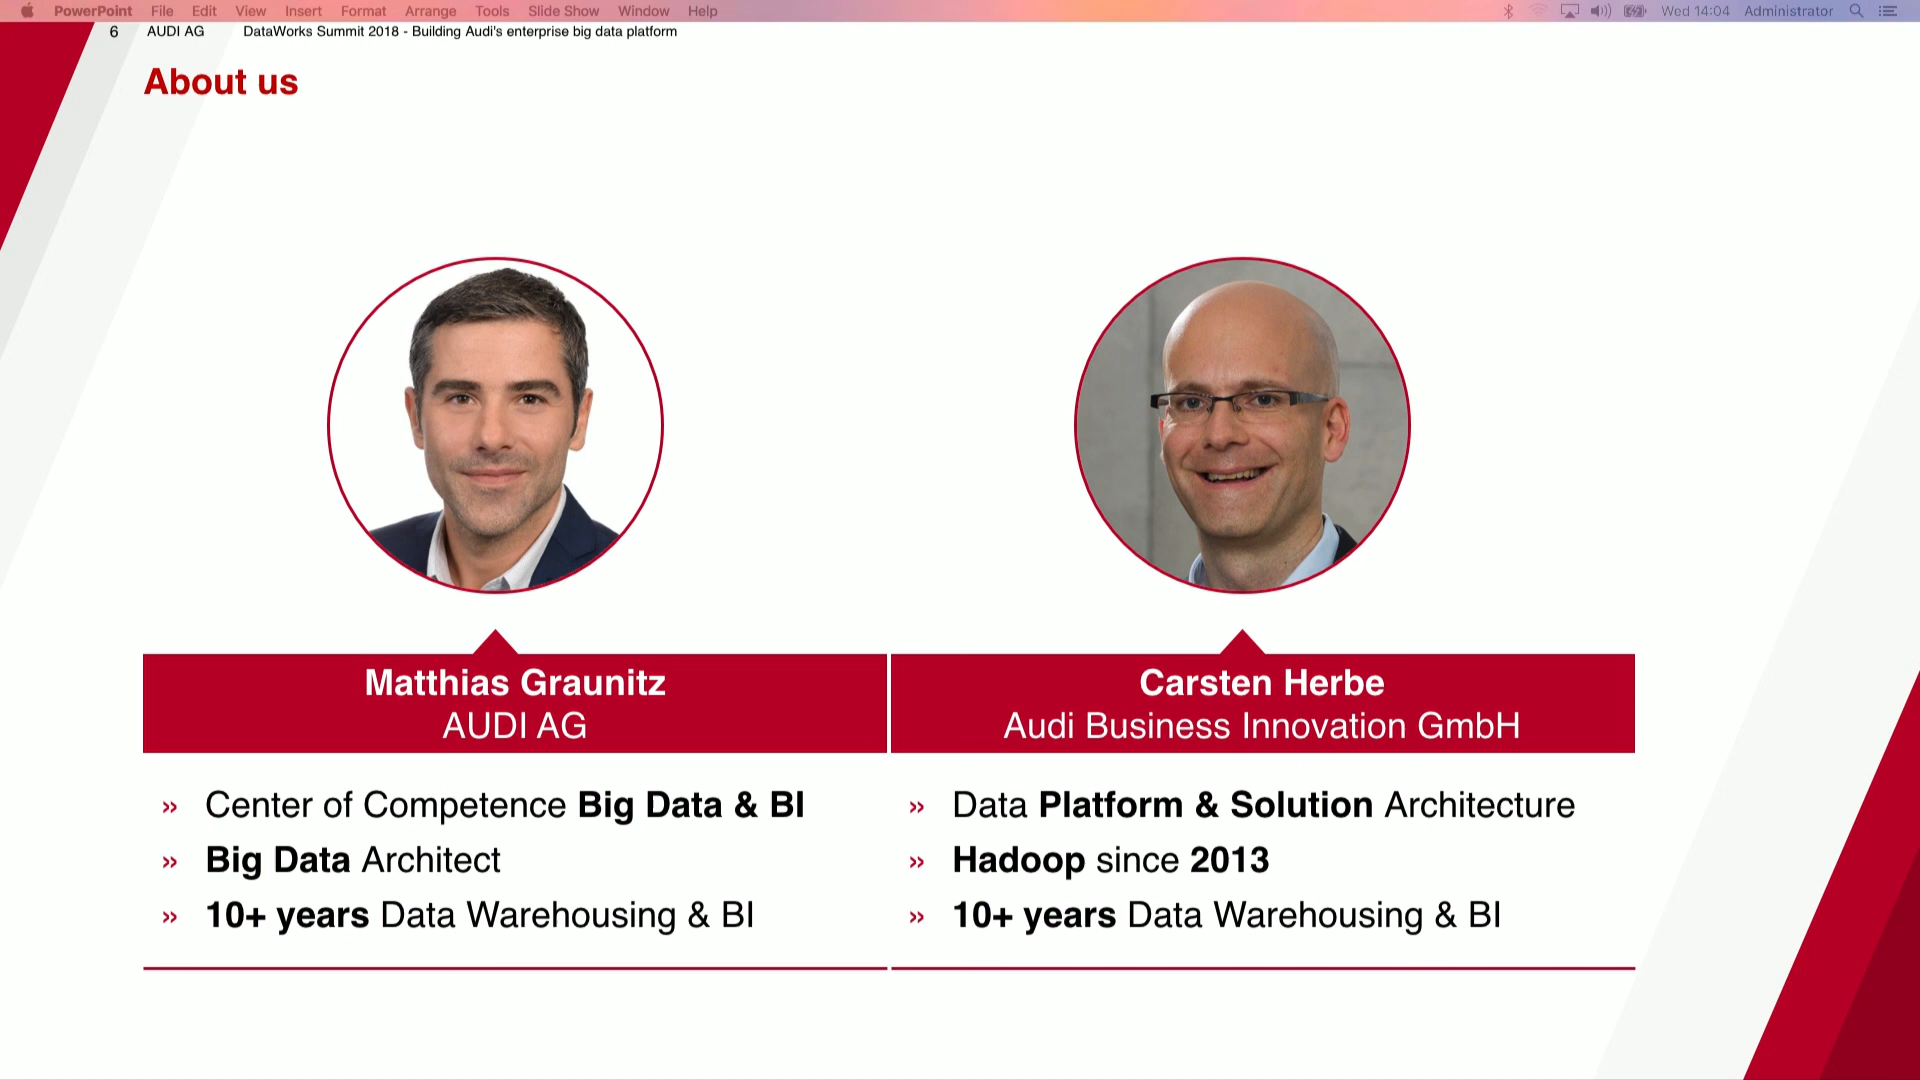 PowerPoint File Edit View Insert Format Arrange Tools Slide Show Window Help Wed 14:04 Administrator
6 AUDI AG DataWorks Summit 2018 - Building Audi's enterprise big data platform
About us
Matthias Graunitz
AUDI AG
» Center of Competence Big Data & BI
» Big Data Architect
» 10+ years Data Warehousing & BI
Carsten Herbe
Audi Business Innovation GmbH
» Data Platform & Solution Architecture
» Hadoop since 2013
» 10+ years Data Warehousing & BI